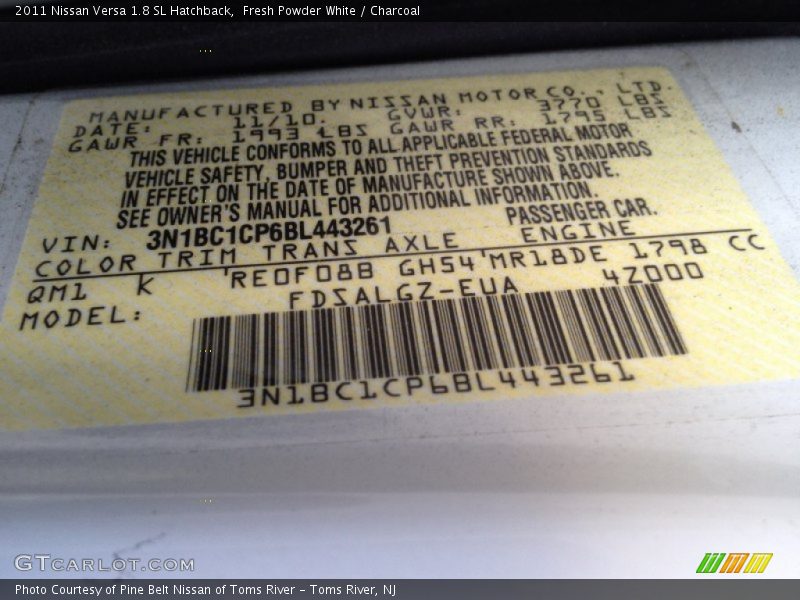 2011 Nissan Versa 1.8 SL Hatchback,  Fresh Powder White / Charcoal
MANUFACTURED BY NISSAN MOTOR CO., LTD.
DATE: 11/10. GVWR: 3770 LBS
GAWR FR: 1993 LBS GAWR RR: 1795 LBS
THIS VEHICLE CONFORMS TO ALL APPLICABLE FEDERAL MOTOR
VEHICLE SAFETY, BUMPER AND THEFT PREVENTION STANDARDS
IN EFFECT ON THE DATE OF MANUFACTURE SHOWN ABOVE.
SEE OWNER'S MANUAL FOR ADDITIONAL INFORMATION.
VIN: 3N1BC1CP6BL443261 PASSENGER CAR.
COLOR TRIM TRANS AXLE ENGINE
QM1 K RE0F08B GH54 MR18DE 1798 CC
MODEL: FDSALGZ-EUA 4Z000
3N1BC1CP6BL443261
GTCARLOT.COM
Photo Courtesy of Pine Belt Nissan of Toms River – Toms River, NJ